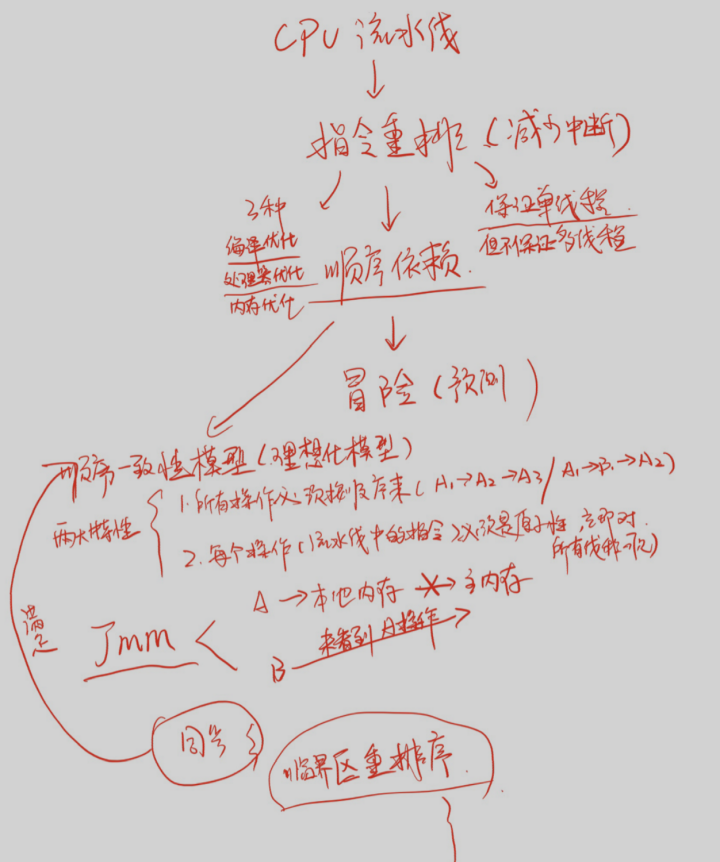 CPU 流水线
指令重排 (减少中断)
3种
编译优化
处理器优化
内存优化
保证单线程
但不保证多线程
顺序依赖
冒险 (预测)
顺序一致性模型 (理想化模型)
两大特性
1. 所有操作必须按顺序来 (A1→A2→A3 / A1→B1→A2)
2. 每个操作 (流水线中的指令) 必须是原子性, 立即对
所有线程可见)
满足
A → 本地内存 → 主内存
Jmm
B 未看到 A操作
同步
临界区重排序